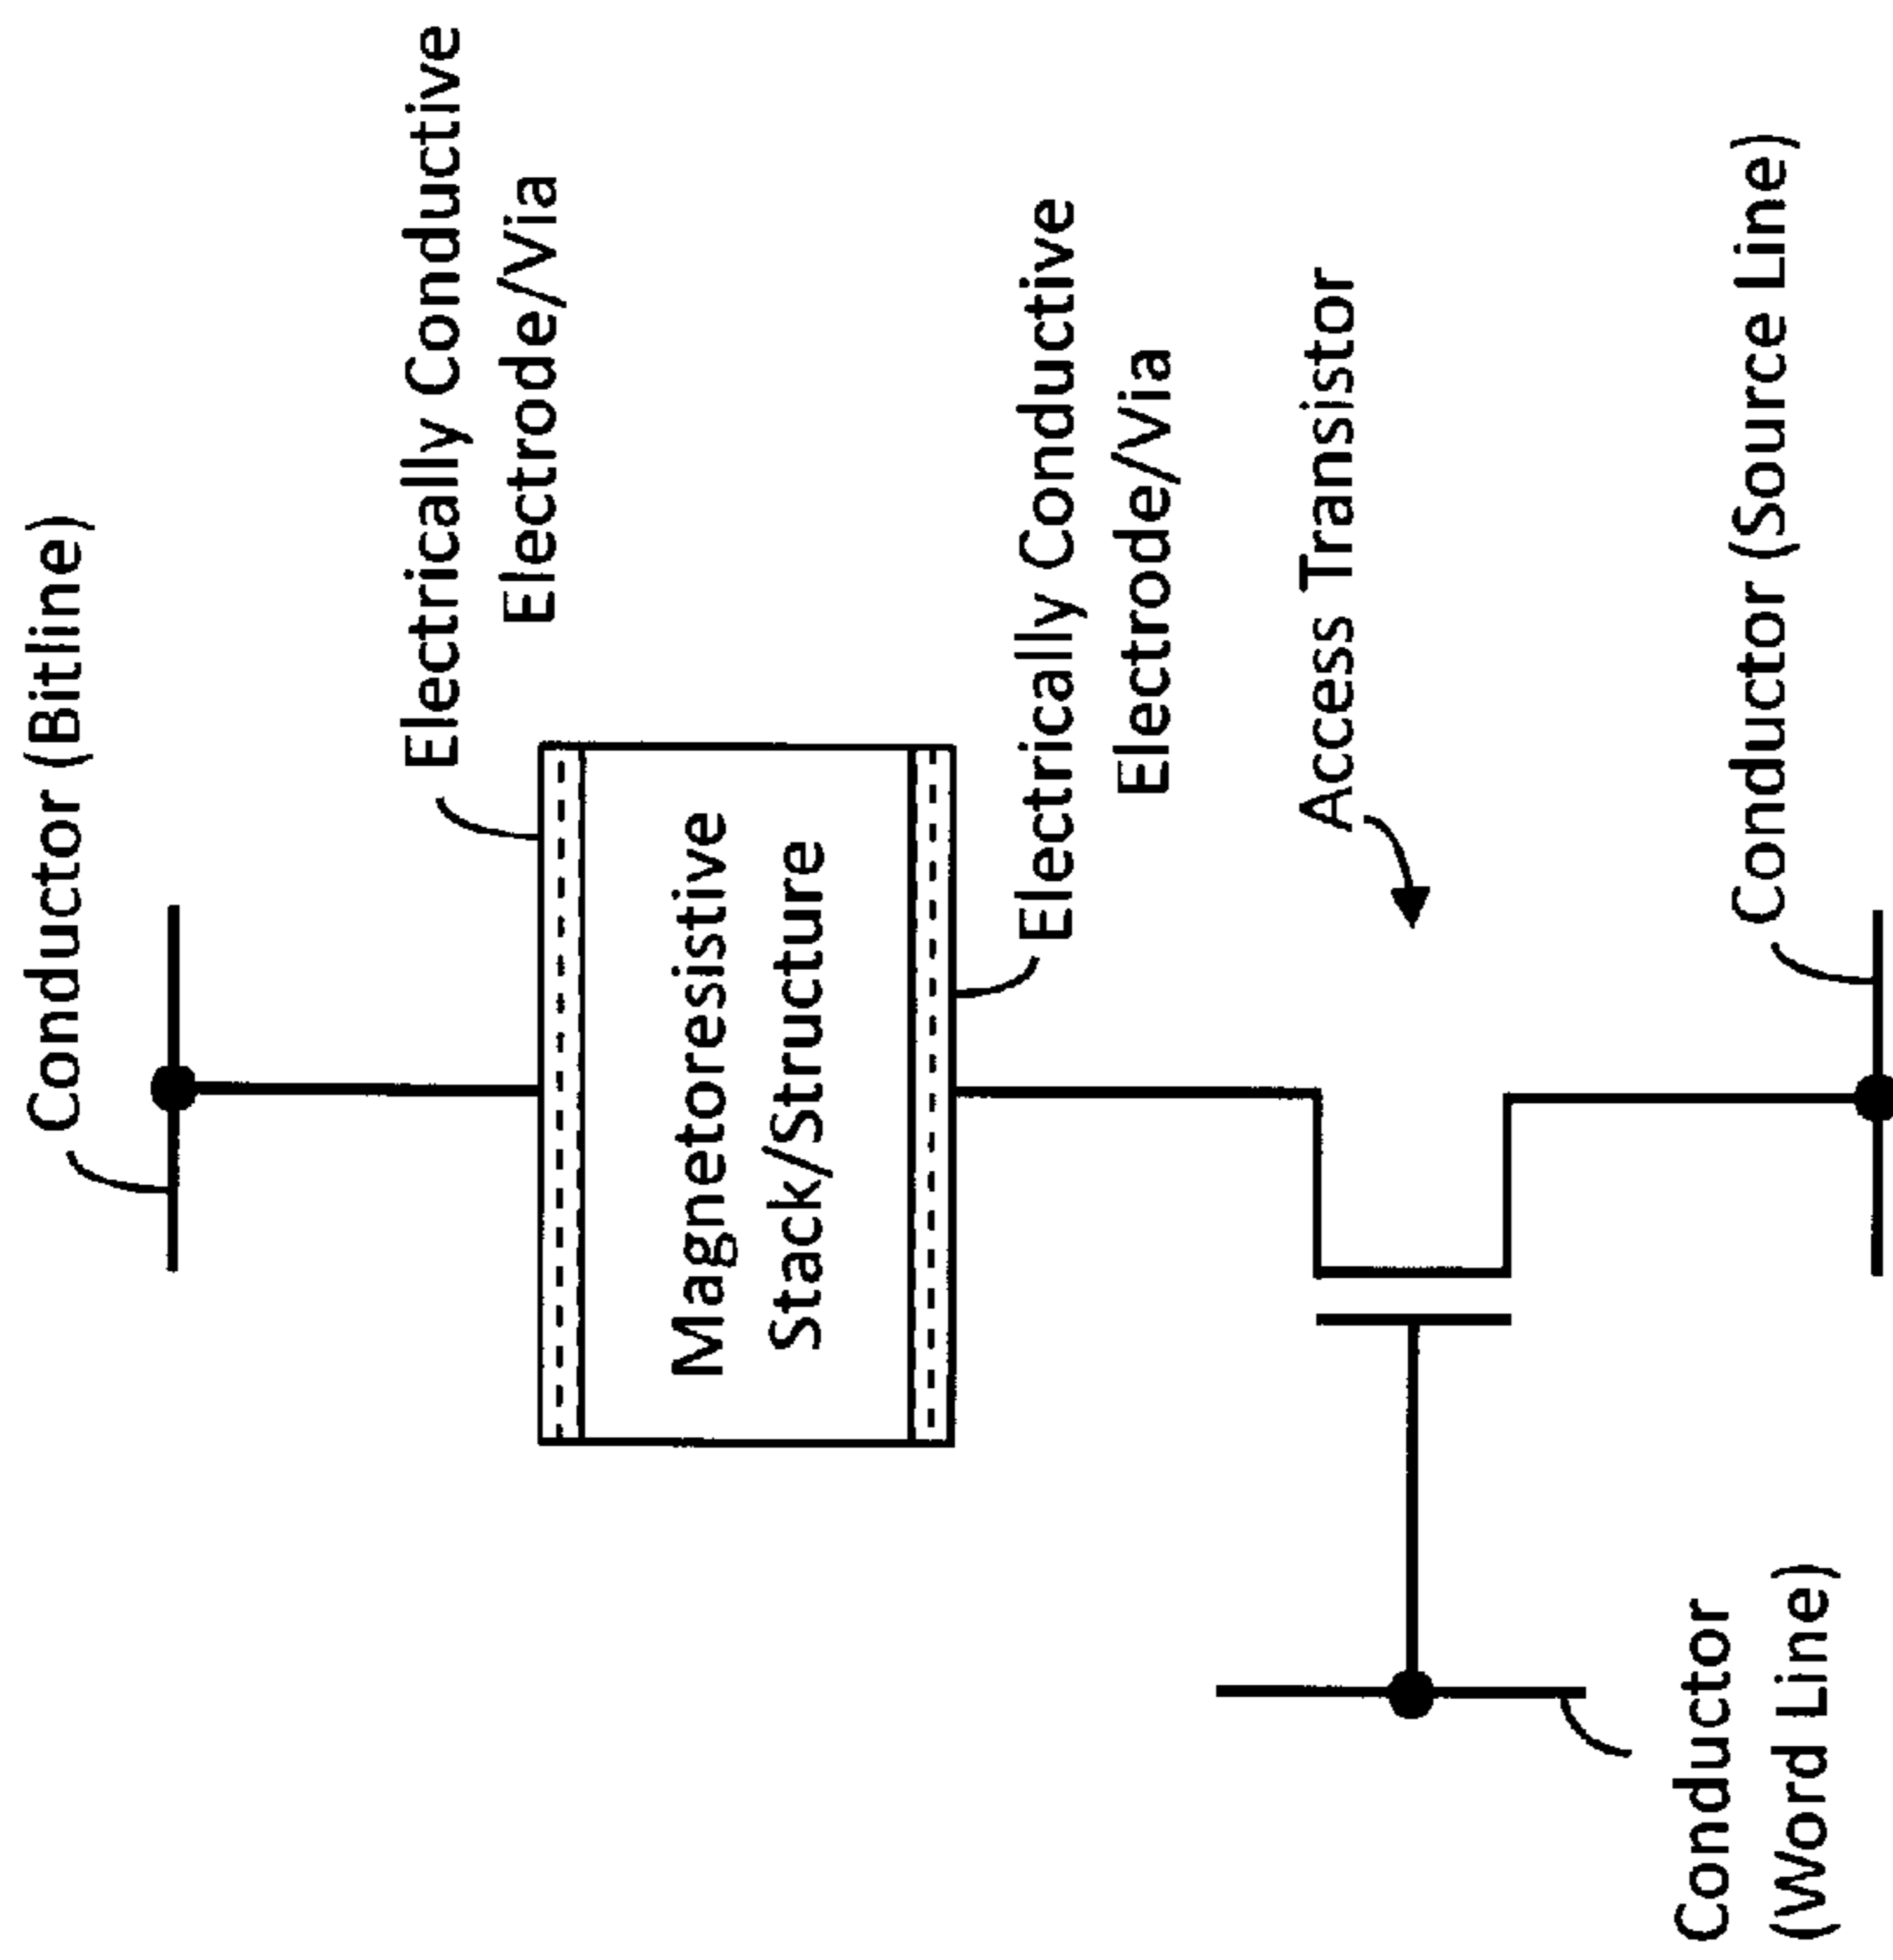 Conductor (Bitline)
Electrically Conductive
Electrode/Via
Magnetoresistive
Stack/Structure
Electrically Conductive
Electrode/Via
Access Transistor
Conductor
(Word Line)
Conductor (Source Line)